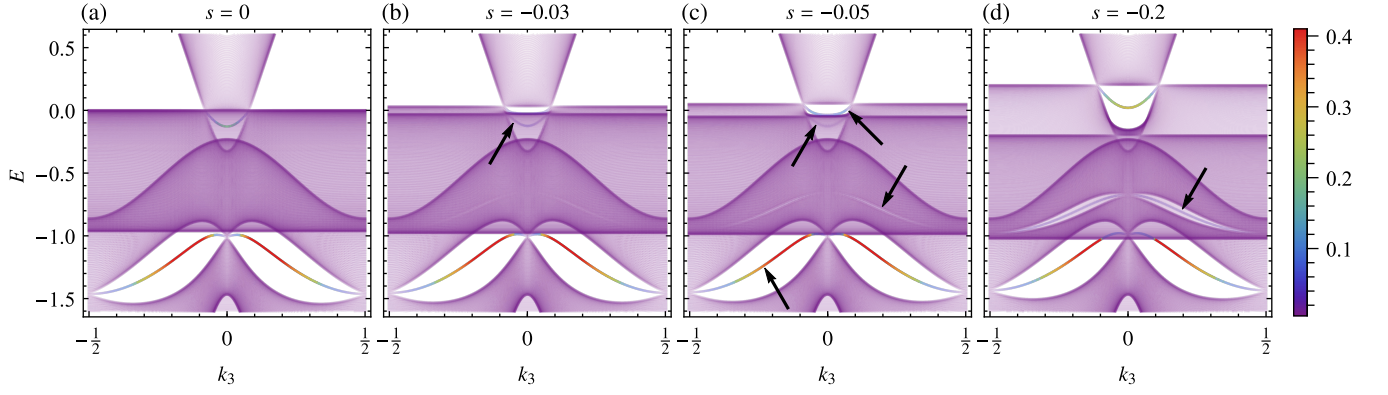 (a) s = 0 (b) s = −0.03 (c) s = −0.05 (d) s = −0.2
0.5
0.0
−0.5
−1.0
−1.5
E
−1/2 0 1/2 −1/2 0 1/2 −1/2 0 1/2 −1/2 0 1/2
k₃ k₃ k₃ k₃
0.4
0.3
0.2
0.1